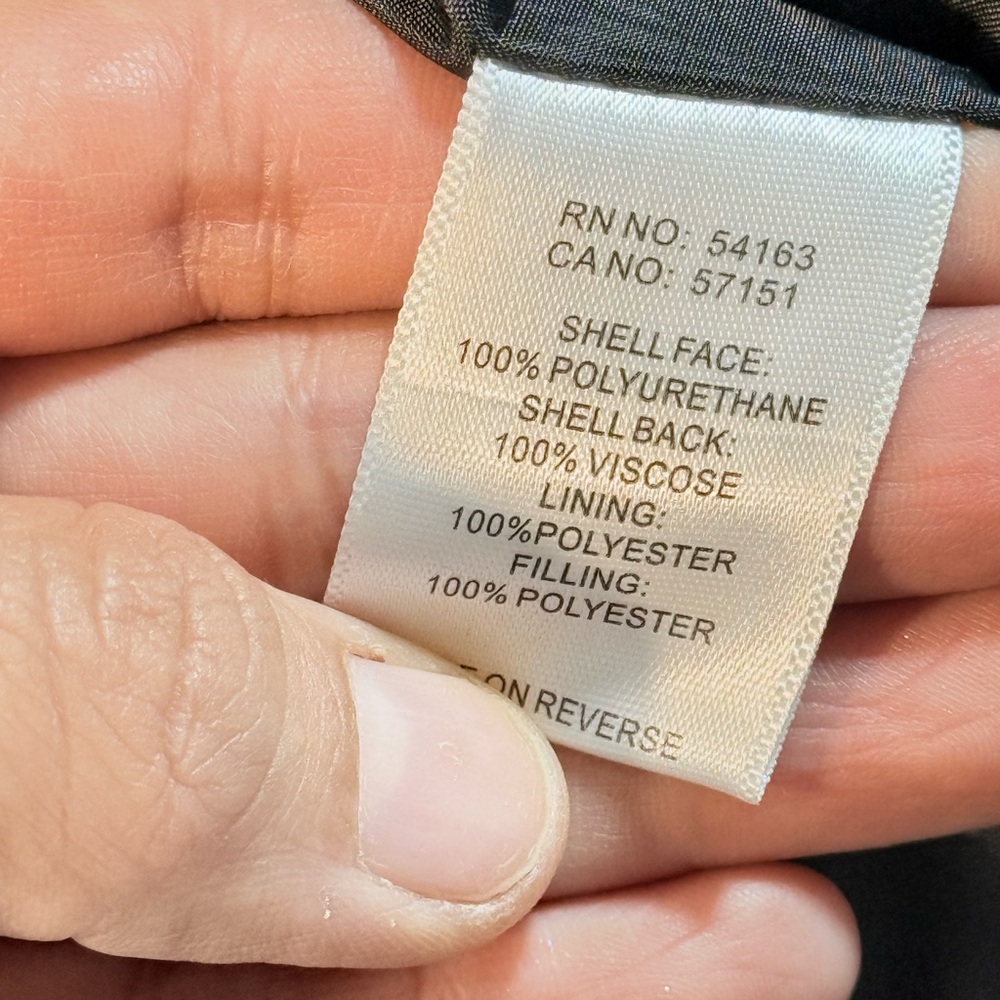 RN NO: 54163
CA NO: 57151
SHELL FACE:
100% POLYURETHANE
SHELL BACK:
100% VISCOSE
LINING:
100%POLYESTER
FILLING:
100% POLYESTER
ON REVERSE